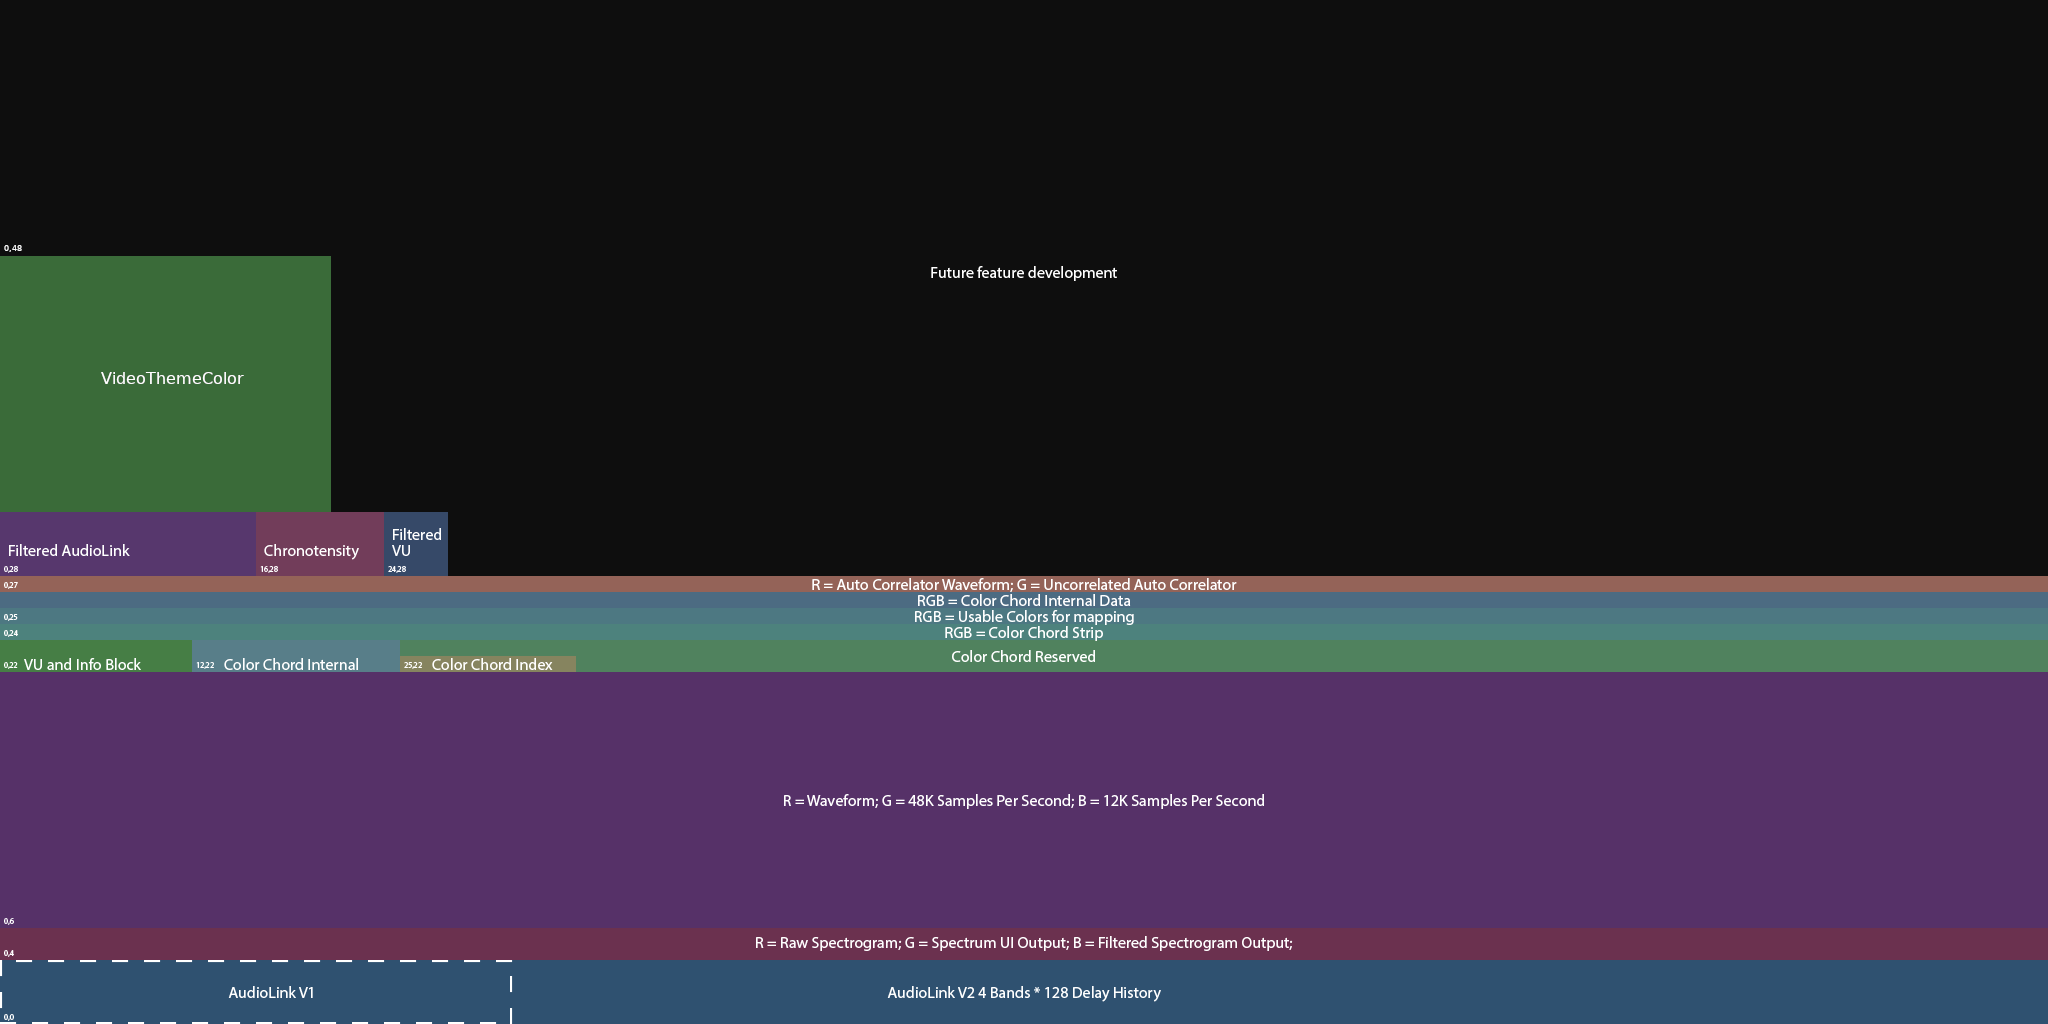 0,48
Future feature development
VideoThemeColor
Filtered
VU
Filtered AudioLink
Chronotensity
0,28
16,28
24,28
0,27
R = Auto Correlator Waveform; G = Uncorrelated Auto Correlator
RGB = Color Chord Internal Data
0,25
RGB = Usable Colors for mapping
0,24
RGB = Color Chord Strip
Color Chord Reserved
0,22 VU and Info Block
12,22 Color Chord Internal
25,22 Color Chord Index
R = Waveform; G = 48K Samples Per Second; B = 12K Samples Per Second
0,6
R = Raw Spectrogram; G = Spectrum UI Output; B = Filtered Spectrogram Output;
0,4
AudioLink V1
AudioLink V2 4 Bands * 128 Delay History
0,0